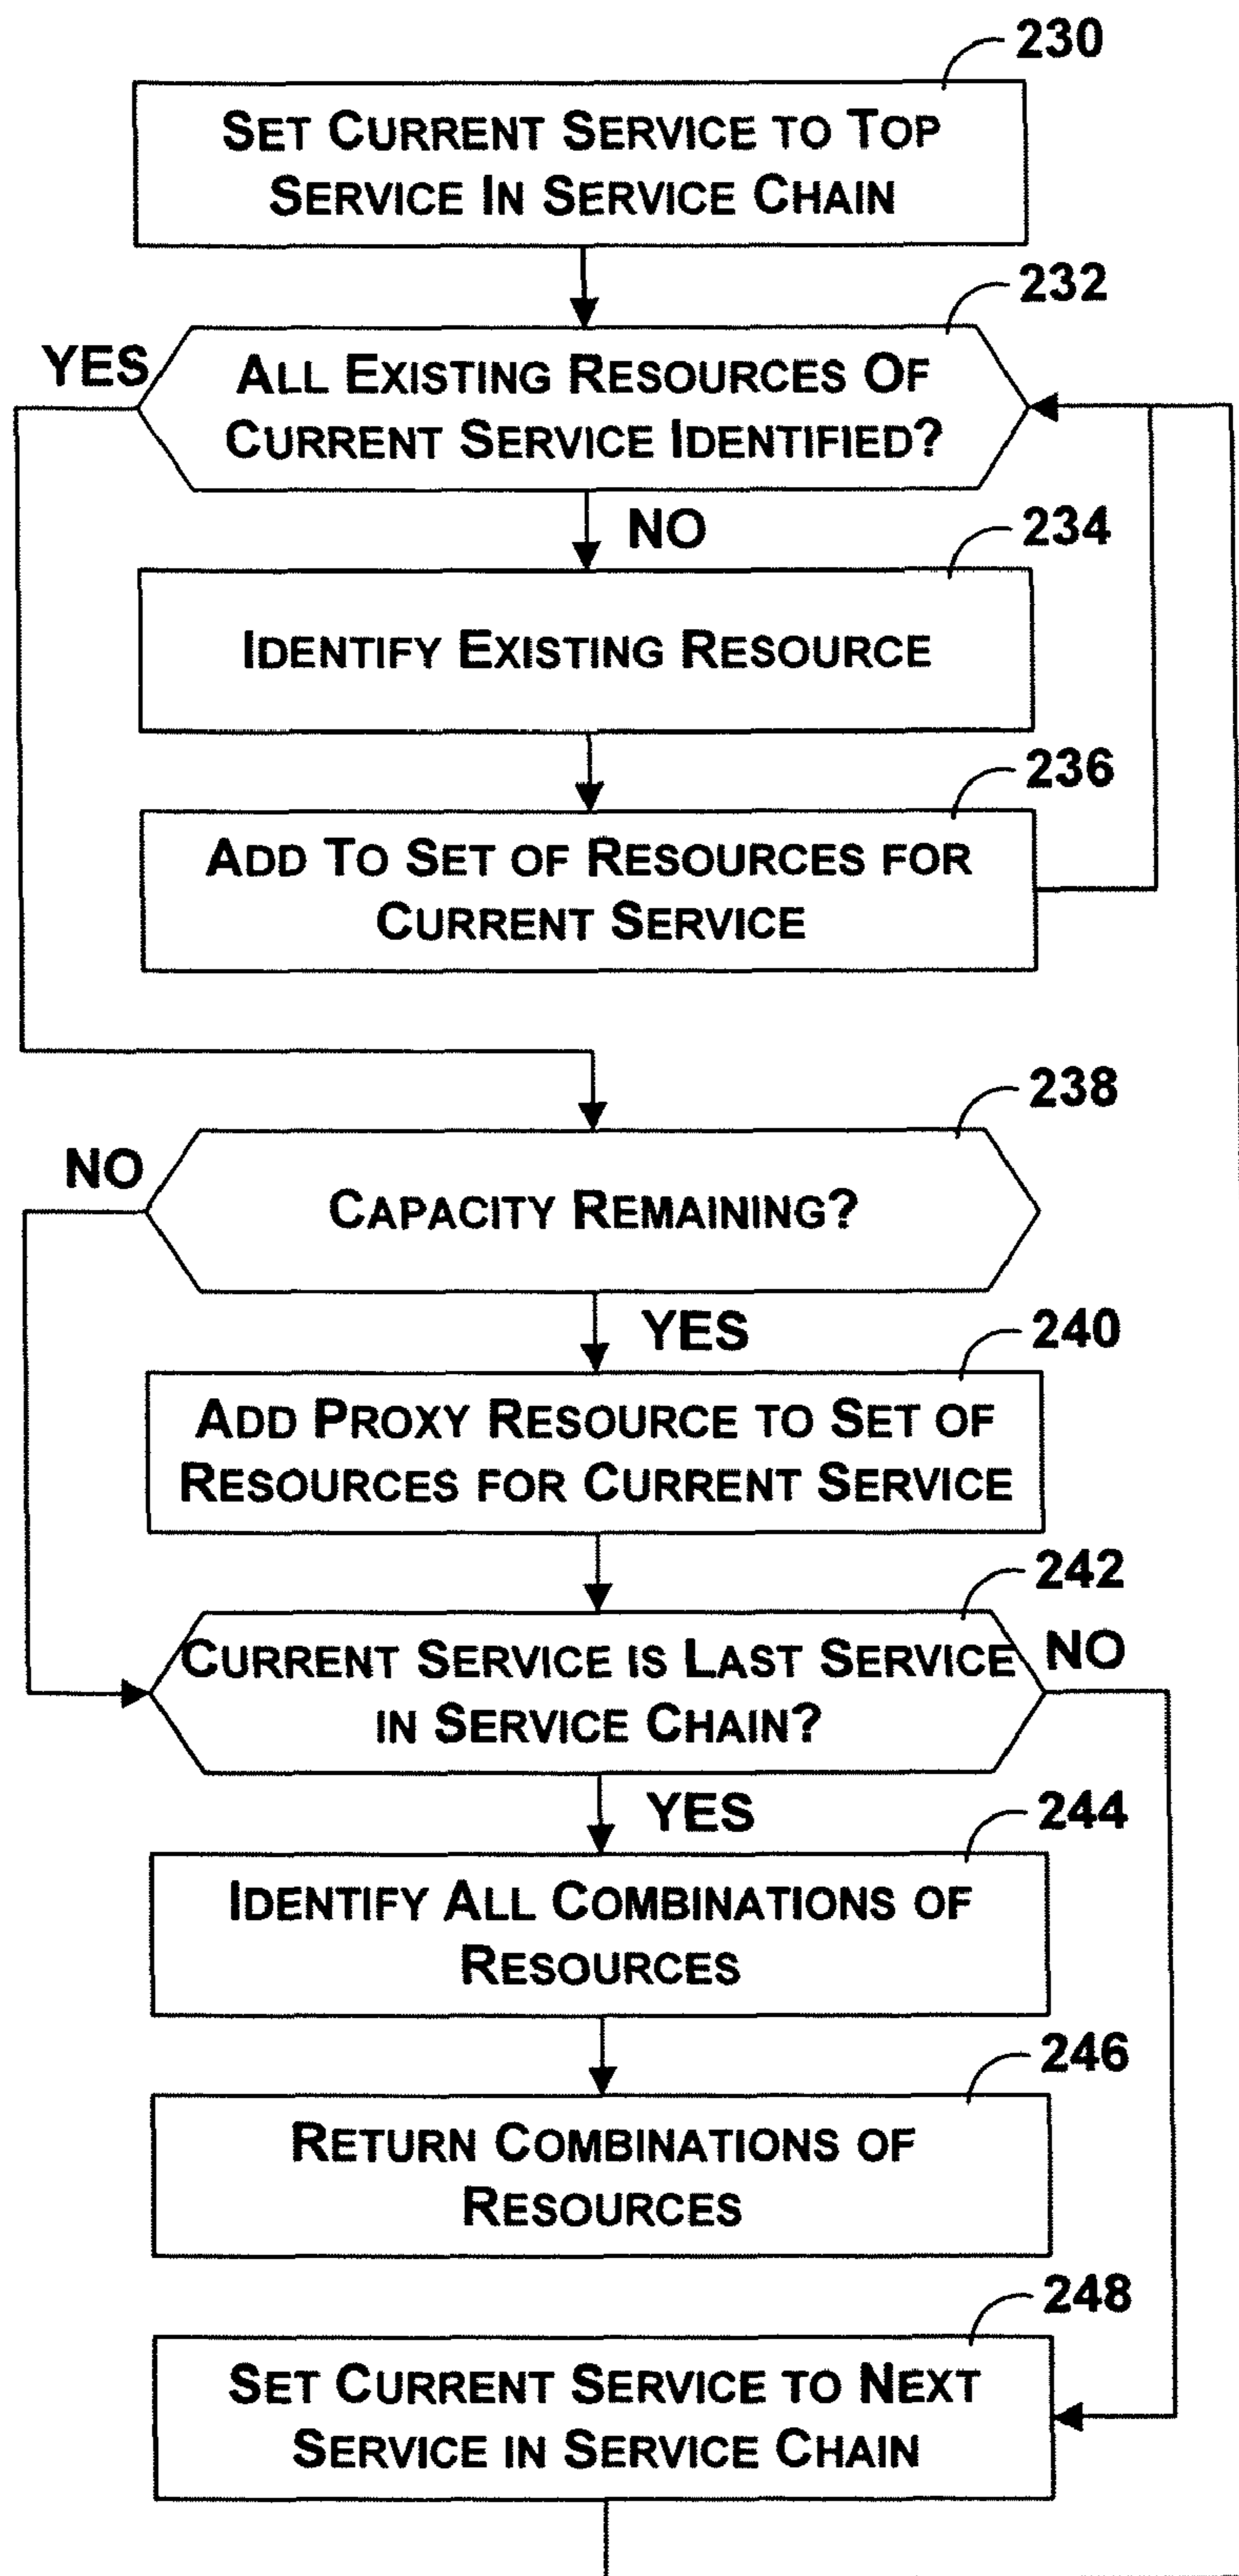 230
SET CURRENT SERVICE TO TOP
SERVICE IN SERVICE CHAIN
232
YES
ALL EXISTING RESOURCES OF
CURRENT SERVICE IDENTIFIED?
NO
234
IDENTIFY EXISTING RESOURCE
236
ADD TO SET OF RESOURCES FOR
CURRENT SERVICE
238
NO
CAPACITY REMAINING?
YES
240
ADD PROXY RESOURCE TO SET OF
RESOURCES FOR CURRENT SERVICE
242
CURRENT SERVICE IS LAST SERVICE
IN SERVICE CHAIN?
NO
YES
244
IDENTIFY ALL COMBINATIONS OF
RESOURCES
246
RETURN COMBINATIONS OF
RESOURCES
248
SET CURRENT SERVICE TO NEXT
SERVICE IN SERVICE CHAIN